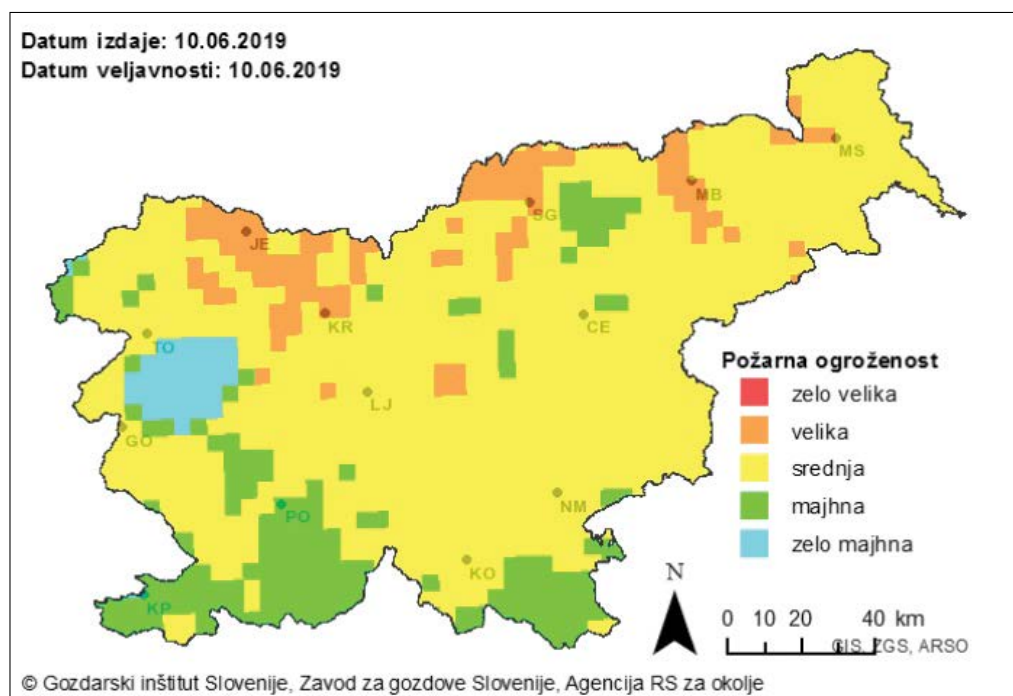 Datum izdaje: 10.06.2019
Datum veljavnosti: 10.06.2019
MS
MB
SG
JE
KR
CE
TO
LJ
GO
NM
PO
KO
KP
Požarna ogroženost
zelo velika
velika
srednja
majhna
zelo majhna
N
0 10 20 40 km
GIS, ZGS, ARSO
© Gozdarski inštitut Slovenije, Zavod za gozdove Slovenije, Agencija RS za okolje